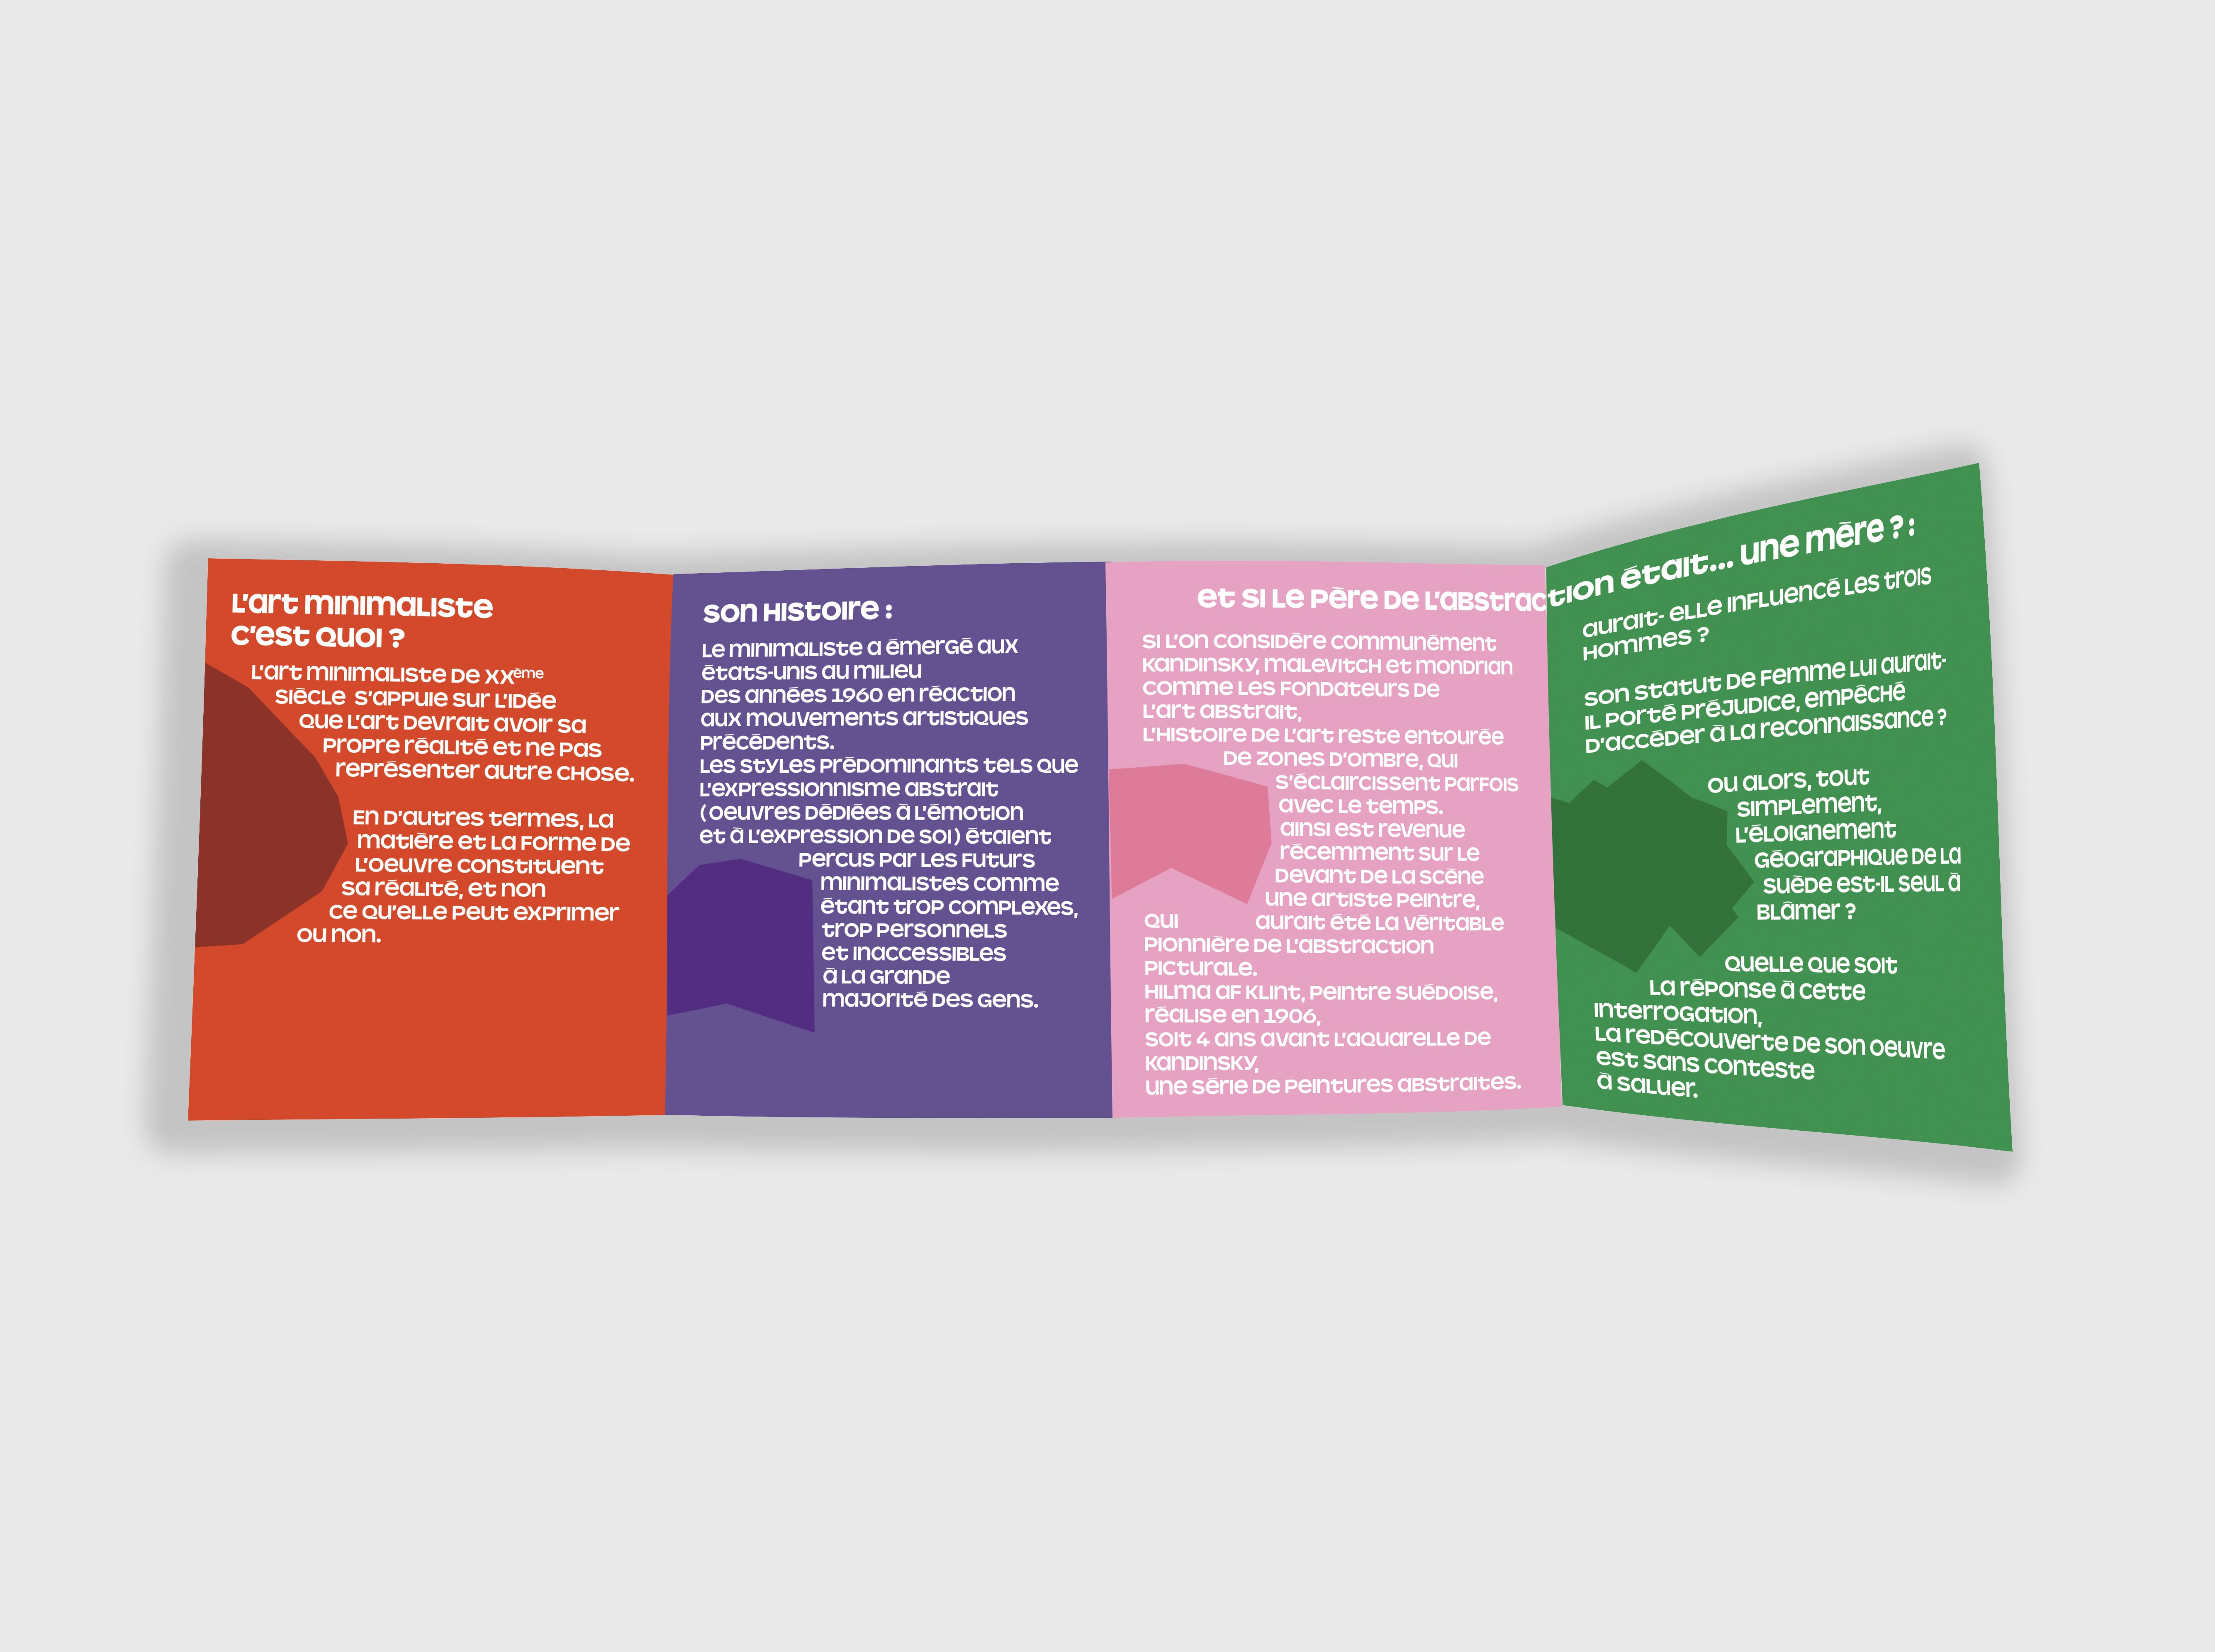 L'art minimaliste
c'est quoi ?
L'art minimaliste de XXème
siècle s'appuie sur l'idée
que l'art devrait avoir sa
propre réalité et ne pas
représenter autre chose.
En d'autres termes, la
matière et la forme de
l'oeuvre constituent
sa réalité, et non
ce qu'elle peut exprimer
ou non.
son histoire :
Le minimaliste a émergé aux
états-unis au milieu
des années 1960 en réaction
aux mouvements artistiques
précédents.
Les styles prédominants tels que
l'expressionnisme abstrait
(oeuvres dédiées à l'émotion
et à l'expression de soi) étaient
percus par les futurs
minimalistes comme
étant trop complexes,
trop personnels
et inaccessibles
à la grande
majorité des gens.
et si le père de l'abstraction était... une mère ? :
Si l'on considère communément
Kandinsky, malevitch et mondrian
comme les fondateurs de
l'art abstrait,
l'histoire de l'art reste entourée
de zones d'ombre, qui
s'éclaircissent parfois
avec le temps.
ainsi est revenue
récemment sur le
devant de la scène
une artiste peintre,
qui aurait été la véritable
pionnière de l'abstraction
picturale.
Hilma af Klint, peintre suédoise,
réalise en 1906,
soit 4 ans avant l'aquarelle de
Kandinsky,
une série de peintures abstraites.
aurait- elle influencé les trois
hommes ?
son statut de femme lui aurait-
il porté préjudice, empêché
d'accéder à la reconnaissance ?
ou alors, tout
simplement,
l'éloignement
géographique de la
suède est-il seul à
blâmer ?
quelle que soit
la réponse à cette
interrogation,
la redécouverte de son oeuvre
est sans conteste
à saluer.